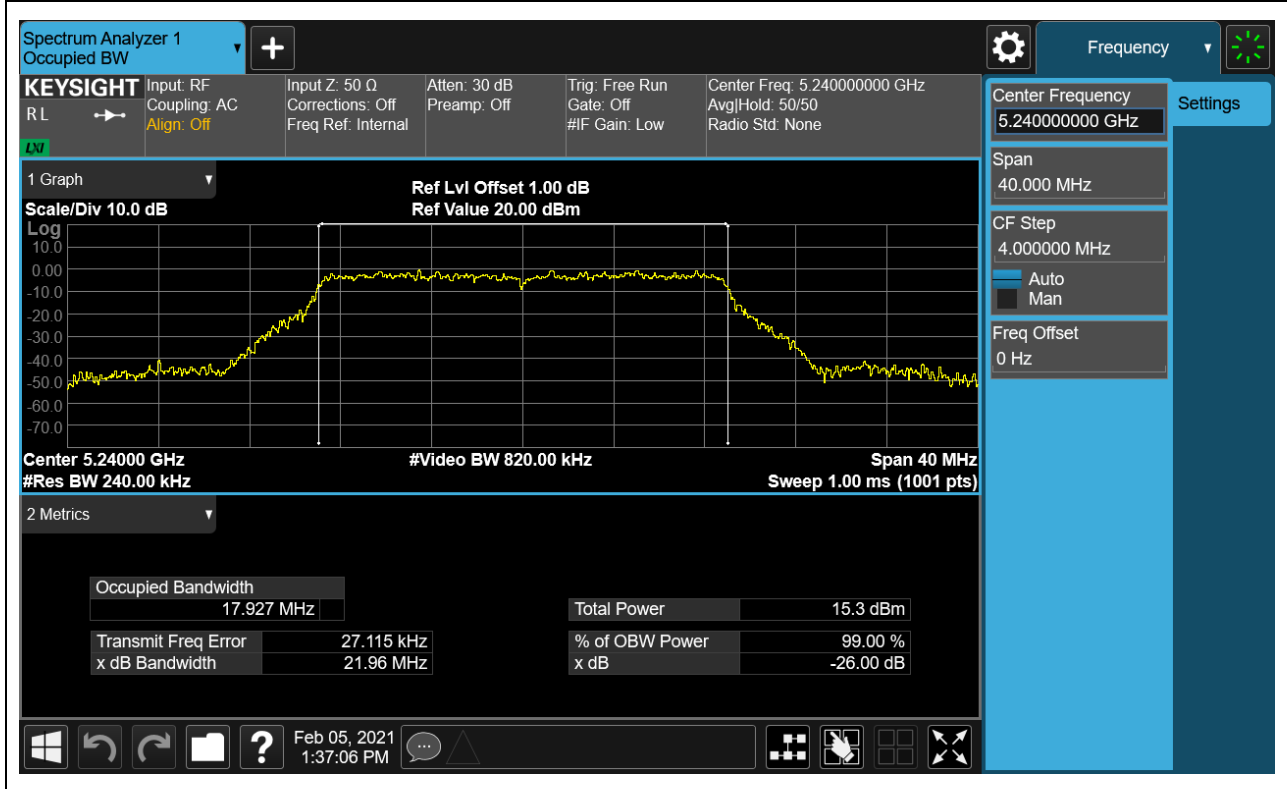 Spectrum Analyzer 1
Occupied BW
Frequency
KEYSIGHT
R L
LXI
Input: RF
Coupling: AC
Align: Off
Input Z: 50 Ω
Corrections: Off
Freq Ref: Internal
Atten: 30 dB
Preamp: Off
Trig: Free Run
Gate: Off
#IF Gain: Low
Center Freq: 5.240000000 GHz
Avg|Hold: 50/50
Radio Std: None
Center Frequency
5.240000000 GHz
Settings
Span
40.000 MHz
CF Step
4.000000 MHz
Auto
Man
Freq Offset
0 Hz
1 Graph
Scale/Div 10.0 dB
Ref Lvl Offset 1.00 dB
Ref Value 20.00 dBm
Log
10.0
0.00
-10.0
-20.0
-30.0
-40.0
-50.0
-60.0
-70.0
Center 5.24000 GHz
#Video BW 820.00 kHz
Span 40 MHz
#Res BW 240.00 kHz
Sweep 1.00 ms (1001 pts)
2 Metrics
Occupied Bandwidth
17.927 MHz
Total Power 15.3 dBm
Transmit Freq Error 27.115 kHz
% of OBW Power 99.00 %
x dB Bandwidth 21.96 MHz
x dB -26.00 dB
Feb 05, 2021
1:37:06 PM